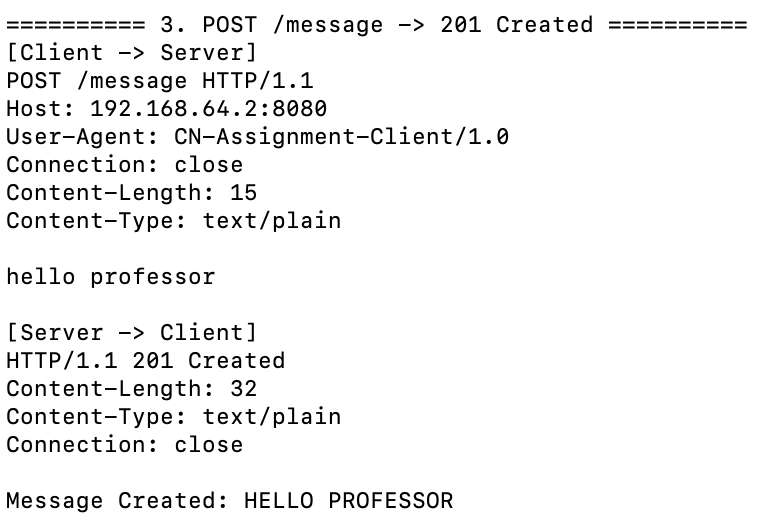 ========== 3. POST /message -> 201 Created ==========
[Client -> Server]
POST /message HTTP/1.1
Host: 192.168.64.2:8080
User-Agent: CN-Assignment-Client/1.0
Connection: close
Content-Length: 15
Content-Type: text/plain

hello professor

[Server -> Client]
HTTP/1.1 201 Created
Content-Length: 32
Content-Type: text/plain
Connection: close

Message Created: HELLO PROFESSOR